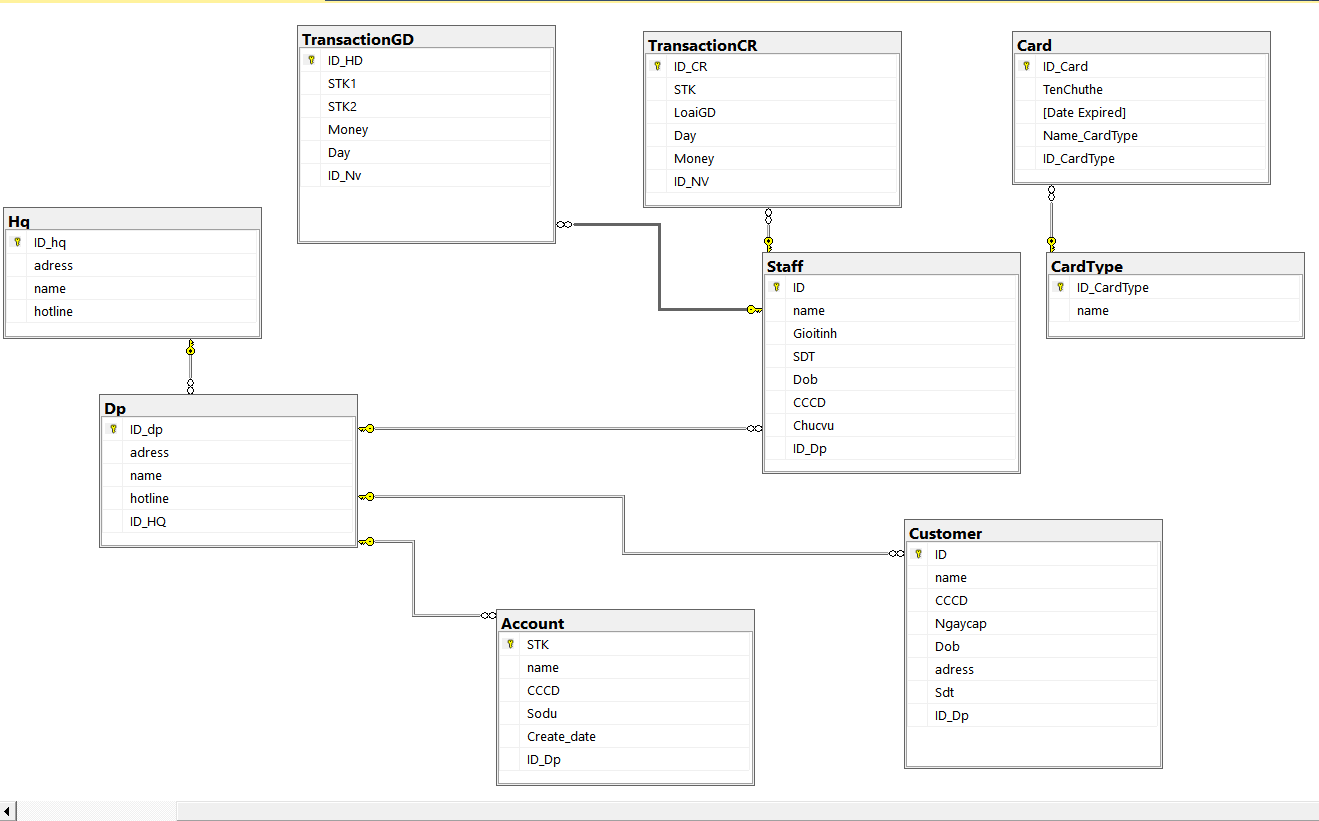 TransactionGD
ID_HD
STK1
STK2
Money
Day
ID_Nv
TransactionCR
ID_CR
STK
LoaiGD
Day
Money
ID_NV
Card
ID_Card
TenChuthe
[Date Expired]
Name_CardType
ID_CardType
Hq
ID_hq
adress
name
hotline
Staff
ID
name
Gioitinh
SDT
Dob
CCCD
Chucvu
ID_Dp
CardType
ID_CardType
name
Dp
ID_dp
adress
name
hotline
ID_HQ
Customer
ID
name
CCCD
Ngaycap
Dob
adress
Sdt
ID_Dp
Account
STK
name
CCCD
Sodu
Create_date
ID_Dp